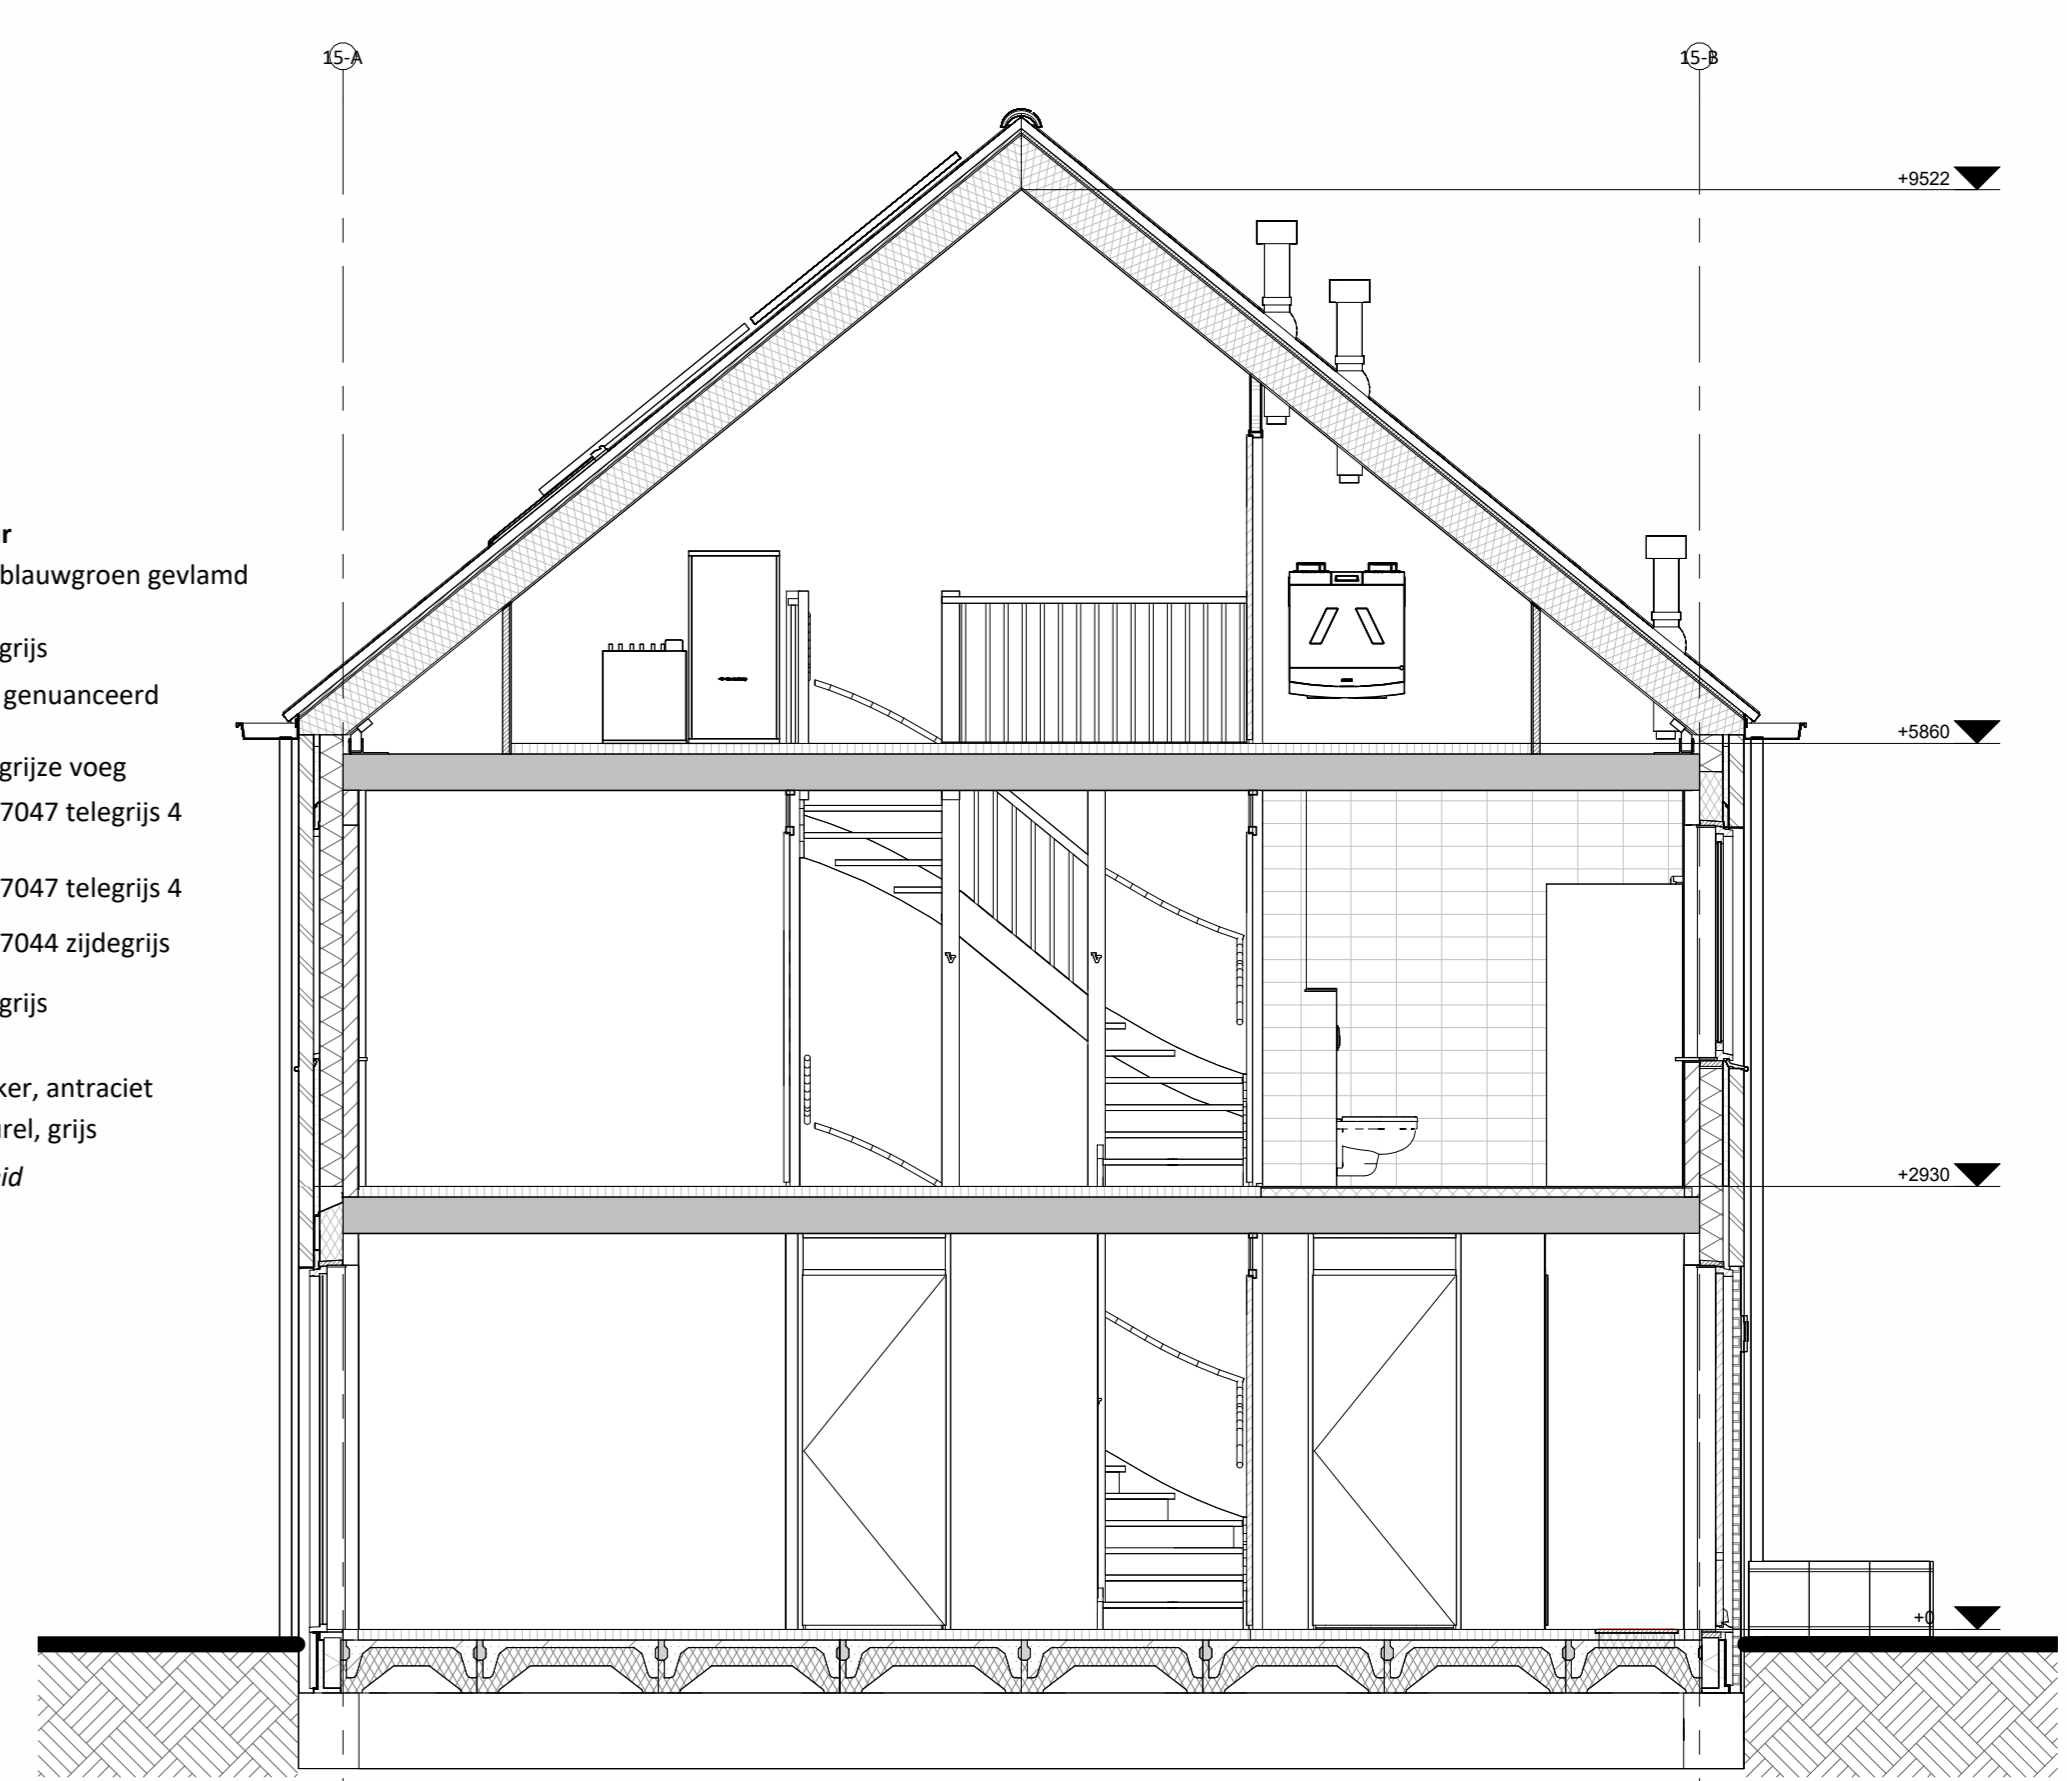 15-A
15-B
+9522
r
blauwgroen gevlamd
grijs
genuanceerd
+5860
grijze voeg
7047 telegrijs 4
7047 telegrijs 4
7044 zijdegrijs
grijs
ker, antraciet
rel, grijs
id
+2930
+0